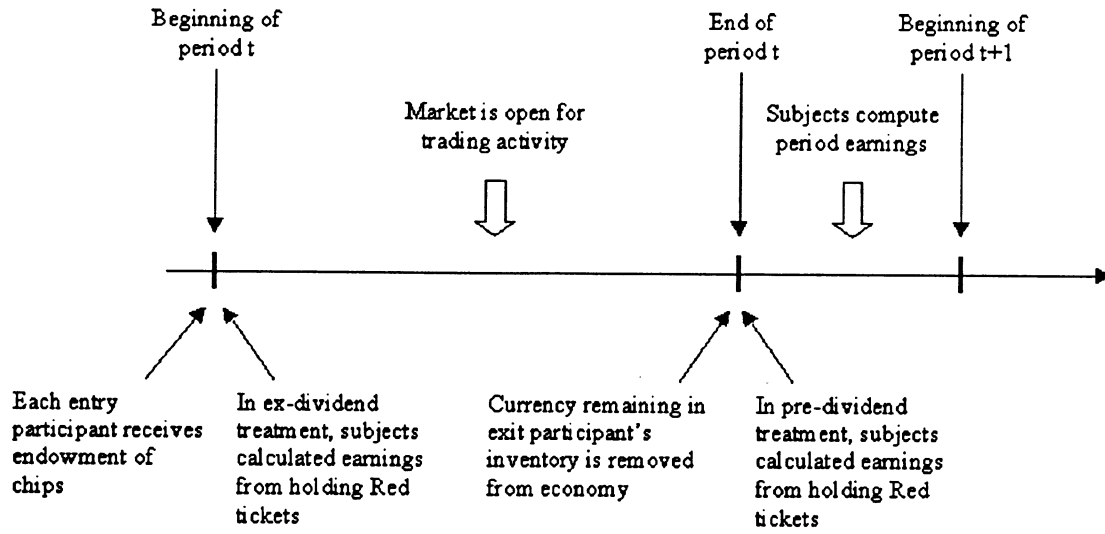 Beginning of
period t
End of
period t
Beginning of
period t+1
Market is open for
trading activity
Subjects compute
period earnings
Each entry
participant receives
endowment of
chips
In ex-dividend
treatment, subjects
calculated earnings
from holding Red
tickets
Currency remaining in
exit participant's
inventory is removed
from economy
In pre-dividend
treatment, subjects
calculated earnings
from holding Red
tickets